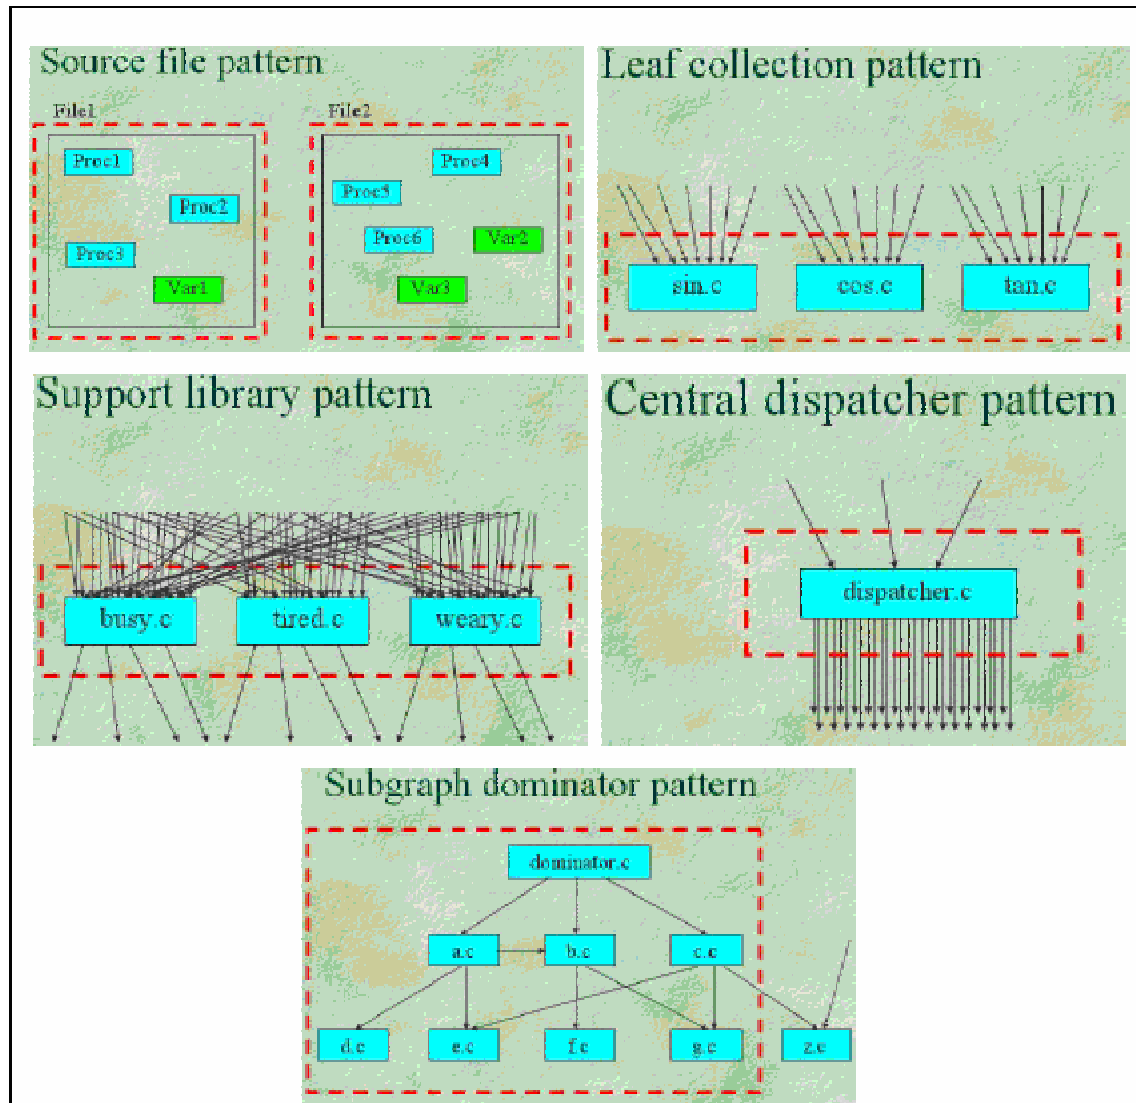 Source file pattern
File1
Proc1
Proc2
Proc3
Var1
File2
Proc4
Proc5
Proc6
Var2
Var3
Leaf collection pattern
sin.c
cos.c
tan.c
Support library pattern
busy.c
tired.c
weary.c
Central dispatcher pattern
dispatcher.c
Subgraph dominator pattern
dominator.c
a.c
b.c
c.c
d.c
e.c
f.c
g.c
z.c